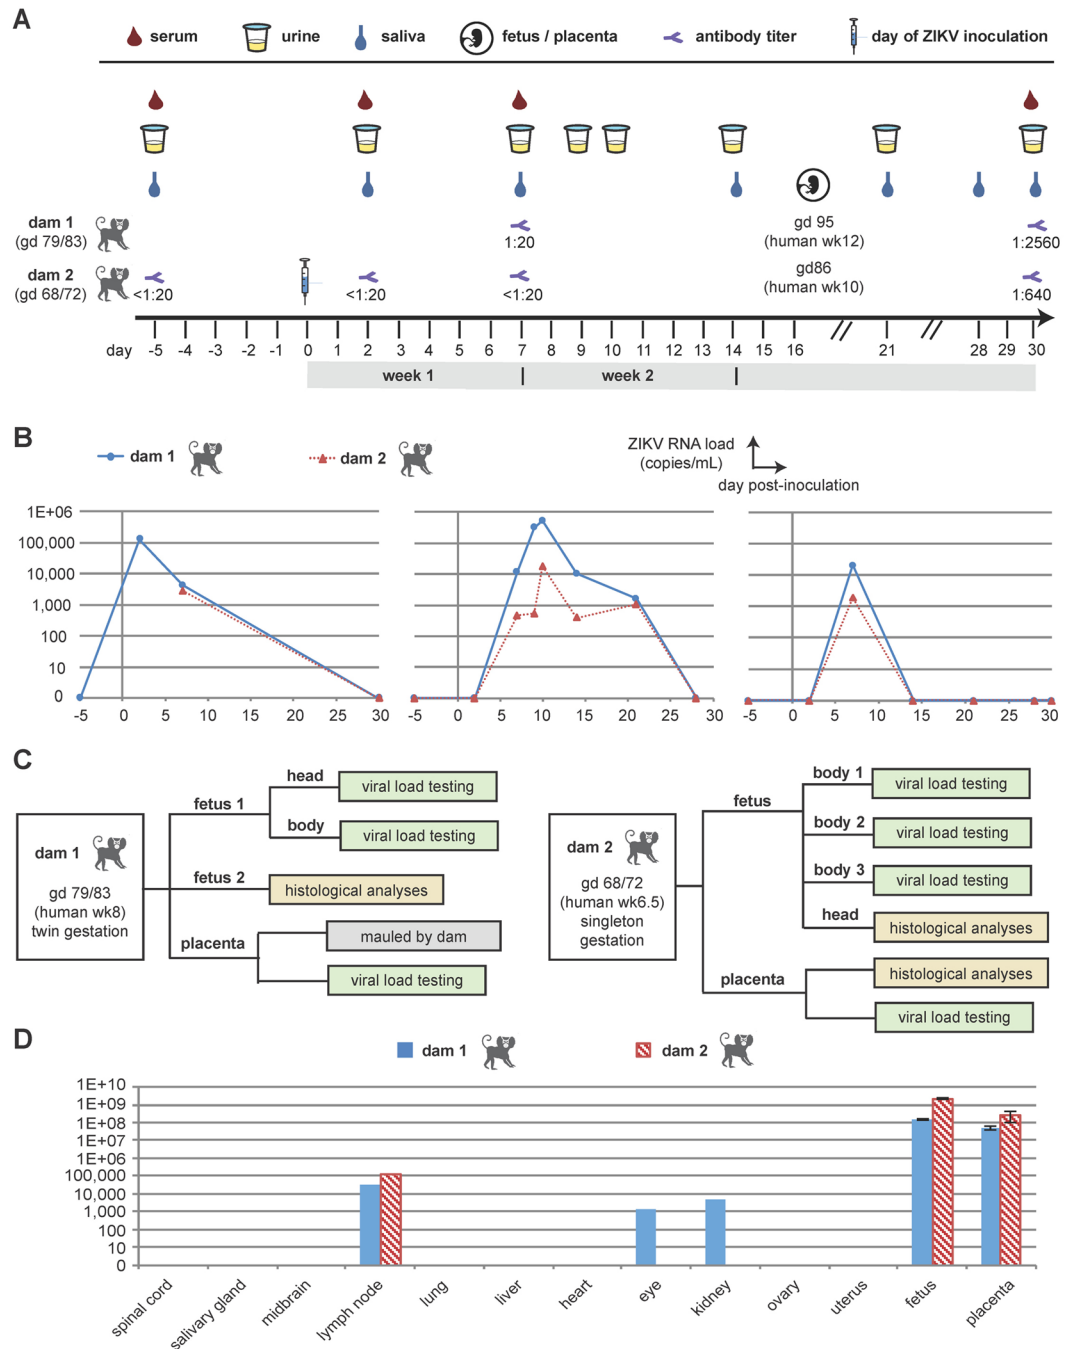 A
serum
urine
saliva
fetus / placenta
antibody titer
day of ZIKV inoculation
dam 1
(gd 79/83)
1:20
gd 95
(human wk12)
1:2560
dam 2
(gd 68/72)
<1:20
<1:20
<1:20
gd86
(human wk10)
1:640
day -5 -4 -3 -2 -1 0 1 2 3 4 5 6 7 8 9 10 11 12 13 14 15 16 21 28 29 30
week 1
week 2
B
dam 1
dam 2
ZIKV RNA load
(copies/mL)
day post-inoculation
1E+06
100,000
10,000
1,000
100
10
0
-5 0 5 10 15 20 25 30
-5 0 5 10 15 20 25 30
-5 0 5 10 15 20 25 30
C
dam 1
gd 79/83
(human wk8)
twin gestation
fetus 1
head
viral load testing
body
viral load testing
fetus 2
histological analyses
placenta
mauled by dam
viral load testing
dam 2
gd 68/72
(human wk6.5)
singleton
gestation
fetus
body 1
viral load testing
body 2
viral load testing
body 3
viral load testing
head
histological analyses
placenta
histological analyses
viral load testing
D
dam 1
dam 2
1E+10
1E+09
1E+08
1E+07
1E+06
100,000
10,000
1,000
100
10
0
spinal cord
salivary gland
midbrain
lymph node
lung
liver
heart
eye
kidney
ovary
uterus
fetus
placenta